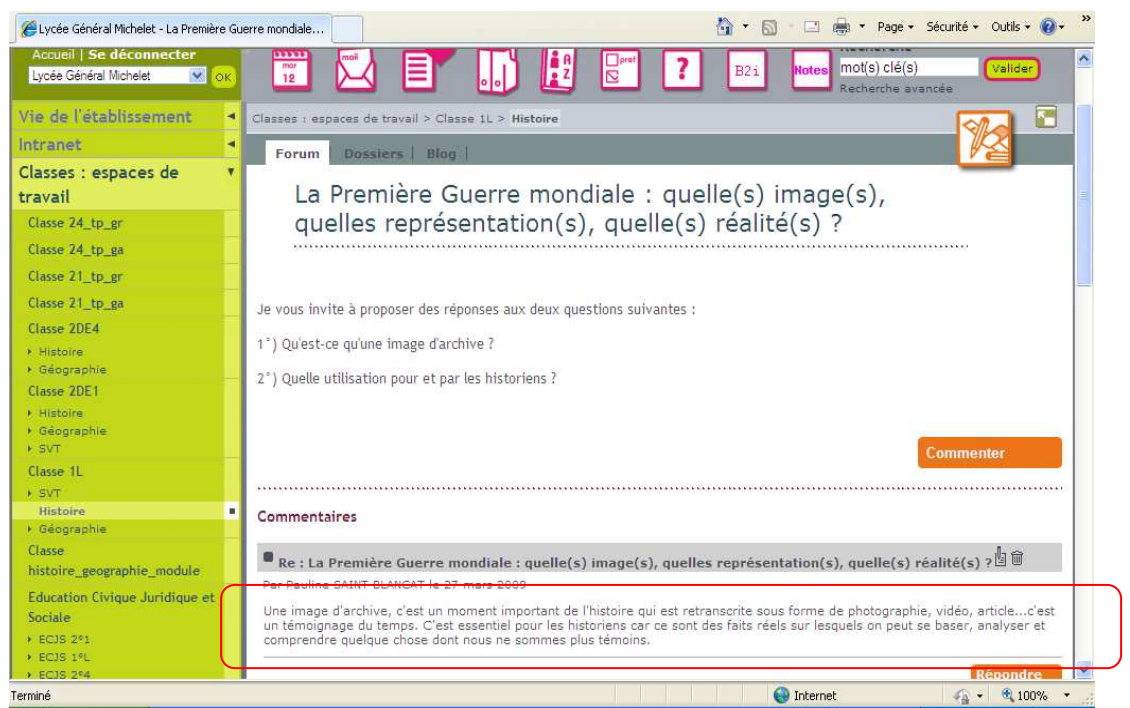 Lycée Général Michelet - La Première Guerre mondiale...
Page
Sécurité
Outils
»
Accueil | Se déconnecter
Lycée Général Michelet
OK
mar
12
mail
A
Z
pret
?
B2i
Notes
mot(s) clé(s)
Valider
Recherche avancée
Vie de l'établissement
Intranet
Classes : espaces de
travail
Classe 24_tp_gr
Classe 24_tp_ga
Classe 21_tp_gr
Classe 21_tp_ga
Classe 2DE4
Histoire
Géographie
Classe 2DE1
Histoire
Géographie
SVT
Classe 1L
SVT
Histoire
Géographie
Classe
histoire_geographie_module
Education Civique Juridique et
Sociale
ECJS 2°1
ECJS 1°L
ECJS 2°4
Classes : espaces de travail > Classe 1L > Histoire
Forum | Dossiers | Blog |
La Première Guerre mondiale : quelle(s) image(s),
quelles représentation(s), quelle(s) réalité(s) ?
Je vous invite à proposer des réponses aux deux questions suivantes :
1°) Qu'est-ce qu'une image d'archive ?
2°) Quelle utilisation pour et par les historiens ?
Commenter
Commentaires
Re : La Première Guerre mondiale : quelle(s) image(s), quelles représentation(s), quelle(s) réalité(s) ?
Par Pauline SAINT BLANCAT le 27 mars 2009
Une image d'archive, c'est un moment important de l'histoire qui est retranscrite sous forme de photographie, vidéo, article...c'est
un témoignage du temps. C'est essentiel pour les historiens car ce sont des faits réels sur lesquels on peut se baser, analyser et
comprendre quelque chose dont nous ne sommes plus témoins.
Répondre
Terminé
Internet
100%